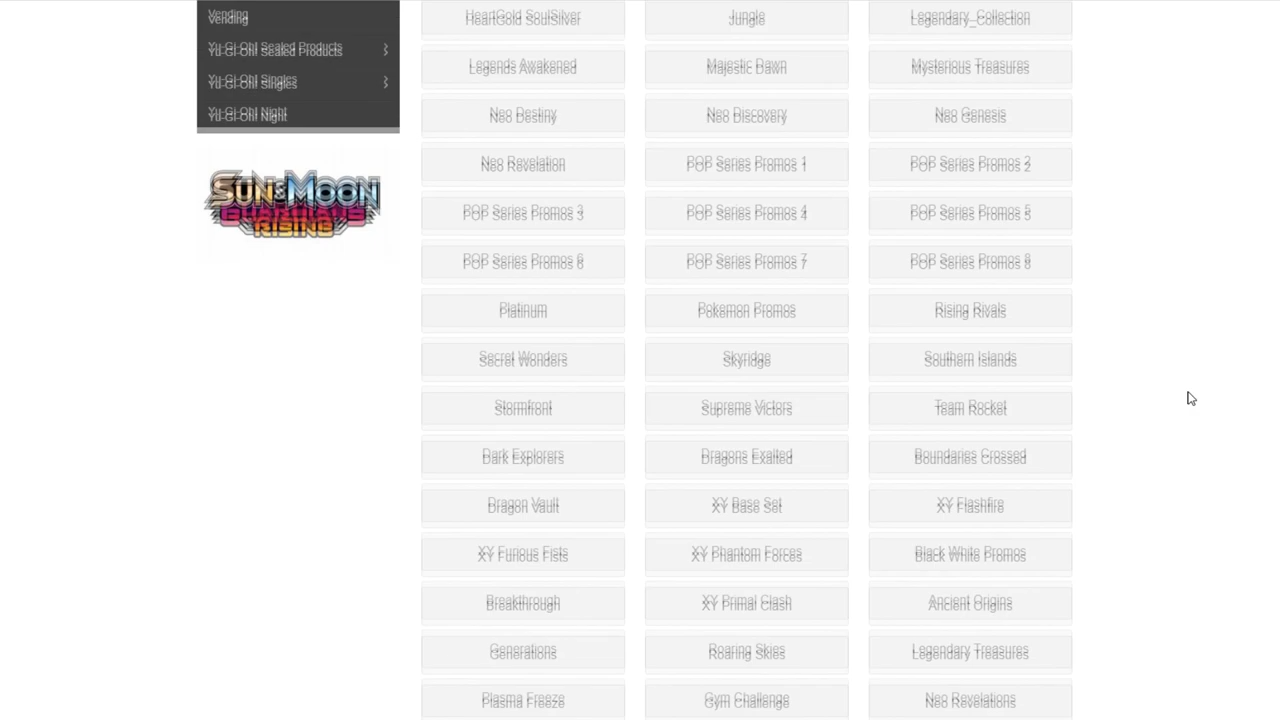 Vending
Yu-Gi-Oh! Sealed Products
Yu-Gi-Oh! Singles
Yu-Gi-Oh! Night
SUN & MOON
GUARDIANS
RISING
HeartGold SoulSilver
Jungle
Legendary_Collection
Legends Awakened
Majestic Dawn
Mysterious Treasures
Neo Destiny
Neo Discovery
Neo Genesis
Neo Revelation
POP Series Promos 1
POP Series Promos 2
POP Series Promos 3
POP Series Promos 4
POP Series Promos 5
POP Series Promos 6
POP Series Promos 7
POP Series Promos 8
Platinum
Pokemon Promos
Rising Rivals
Secret Wonders
Skyridge
Southern Islands
Stormfront
Supreme Victors
Team Rocket
Dark Explorers
Dragons Exalted
Boundaries Crossed
Dragon Vault
XY Base Set
XY Flashfire
XY Furious Fists
XY Phantom Forces
Black White Promos
Breakthrough
XY Primal Clash
Ancient Origins
Generations
Roaring Skies
Legendary Treasures
Plasma Freeze
Gym Challenge
Neo Revelations